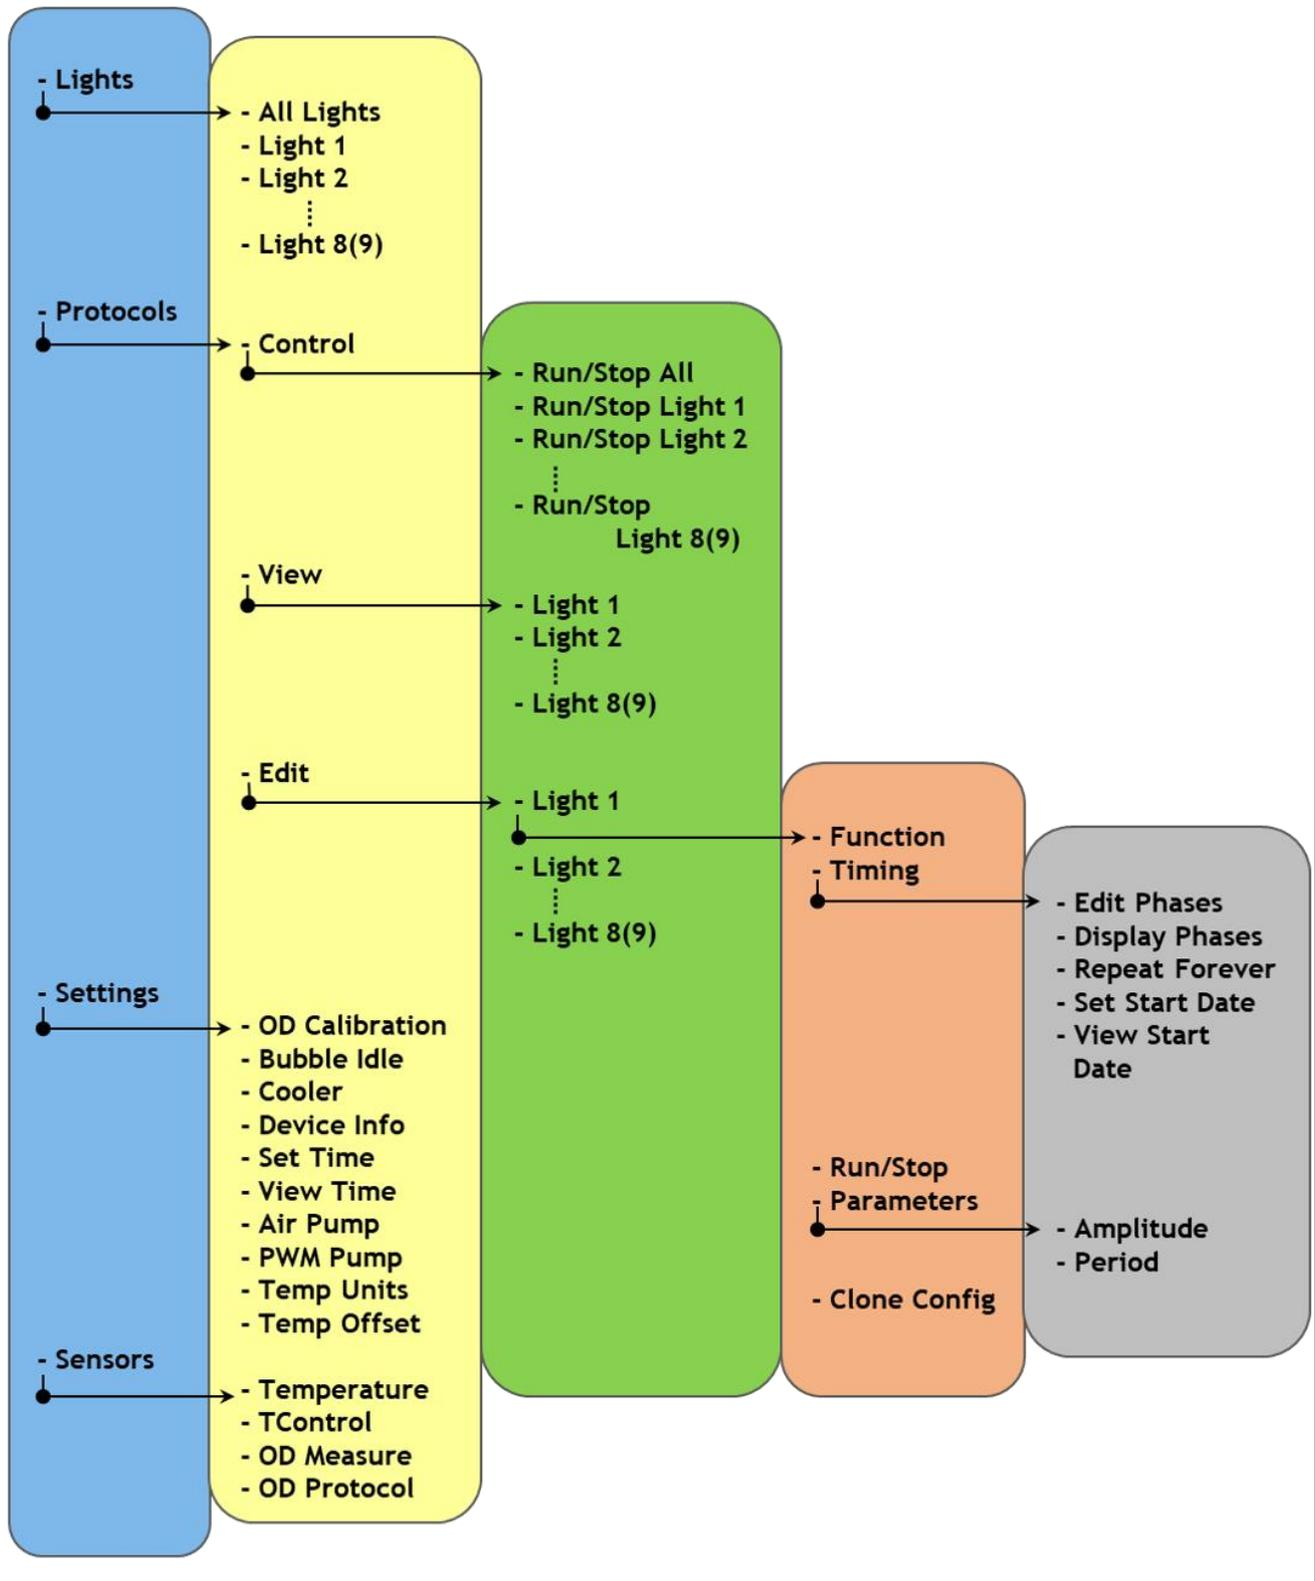 - Lights
- All Lights
- Light 1
- Light 2
- Light 8(9)
- Protocols
- Control
- Run/Stop All
- Run/Stop Light 1
- Run/Stop Light 2
- Run/Stop
Light 8(9)
- View
- Light 1
- Light 2
- Light 8(9)
- Edit
- Light 1
- Function
- Timing
- Edit Phases
- Display Phases
- Repeat Forever
- Set Start Date
- View Start
Date
- Run/Stop
- Parameters
- Amplitude
- Period
- Clone Config
- Light 2
- Light 8(9)
- Settings
- OD Calibration
- Bubble Idle
- Cooler
- Device Info
- Set Time
- View Time
- Air Pump
- PWM Pump
- Temp Units
- Temp Offset
- Sensors
- Temperature
- TControl
- OD Measure
- OD Protocol